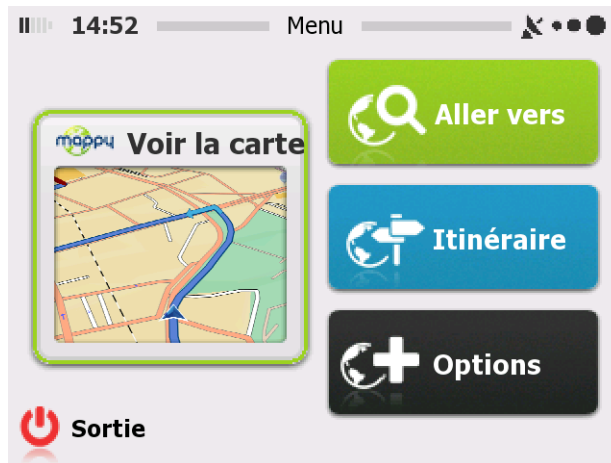 14:52 Menu
mappy Voir la carte
Aller vers
Itinéraire
Options
Sortie